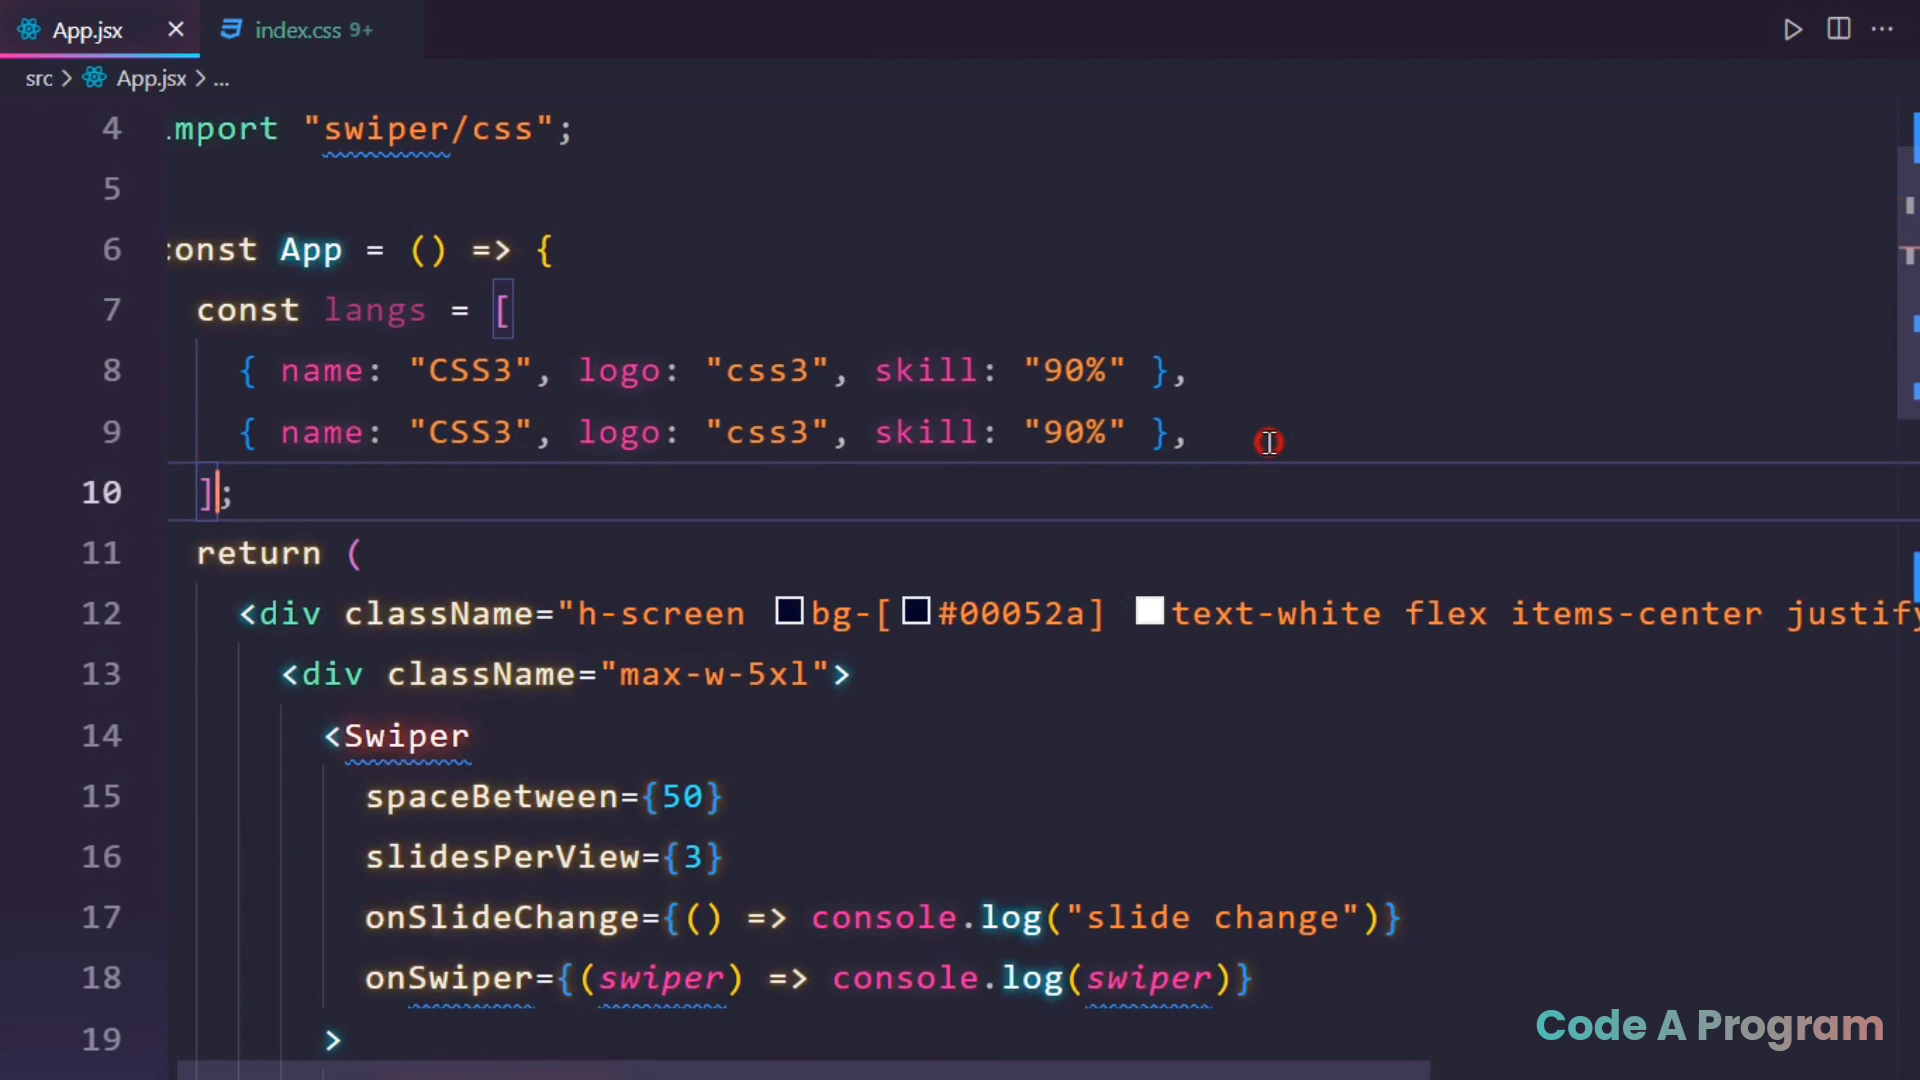 App.jsx
index.css 9+
src > App.jsx > ...
4 import "swiper/css";
5
6 const App = () => {
7 const langs = [
8 { name: "CSS3", logo: "css3", skill: "90%" },
9 { name: "CSS3", logo: "css3", skill: "90%" },
10 ];
11 return (
12 <div className="h-screen bg-[#00052a] text-white flex items-center justify
13 <div className="max-w-5xl">
14 <Swiper
15 spaceBetween={50}
16 slidesPerView={3}
17 onSlideChange={() => console.log("slide change")}
18 onSwiper={(swiper) => console.log(swiper)}
19 >
Code A Program